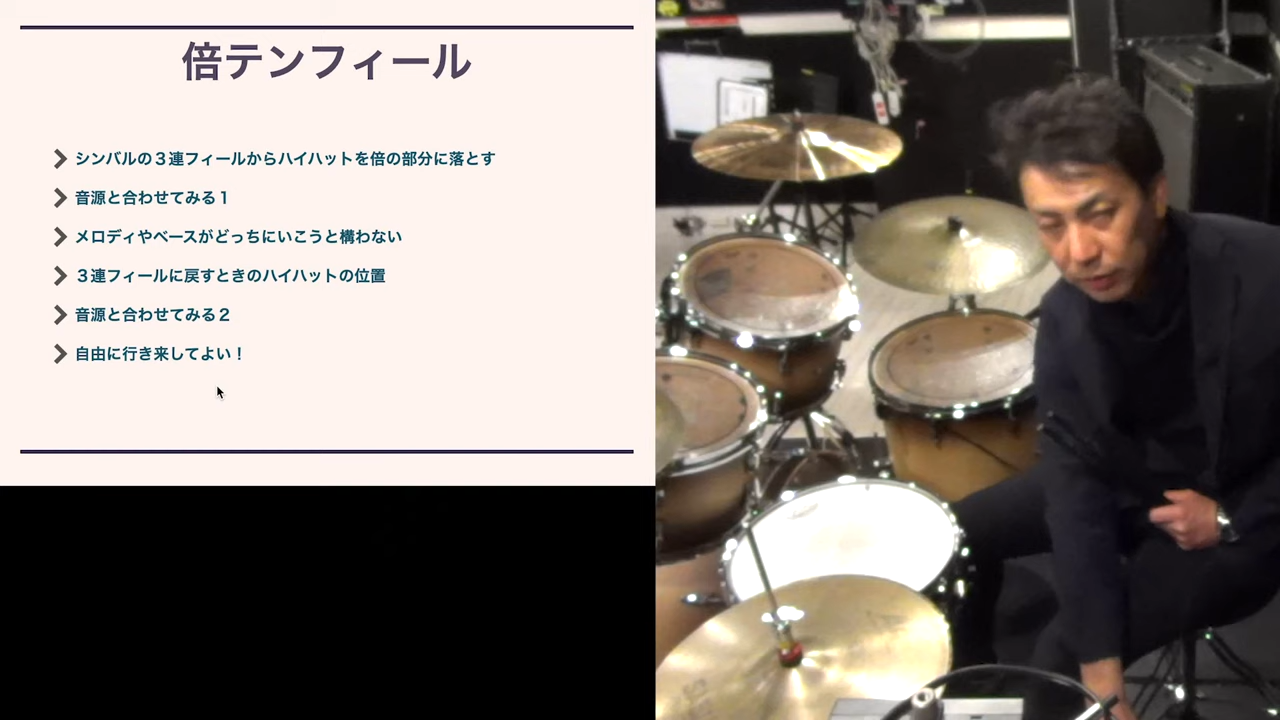 倍テンフィール
シンバルの３連フィールからハイハットを倍の部分に落とす
音源と合わせてみる１
メロディやベースがどっちにいこうと構わない
３連フィールに戻すときのハイハットの位置
音源と合わせてみる２
自由に行き来してよい！